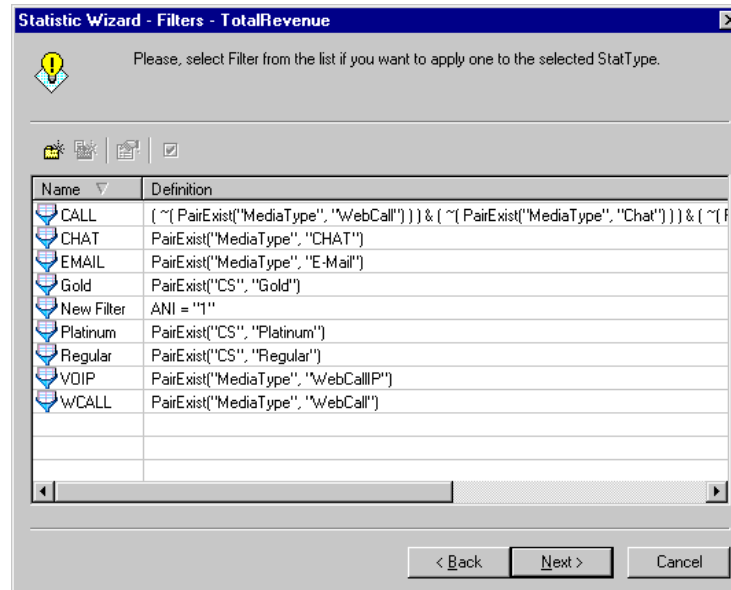 Statistic Wizard - Filters - TotalRevenue
Please, select Filter from the list if you want to apply one to the selected StatType.
Name Definition
CALL ( ~( PairExist("MediaType", "WebCall") ) ) & ( ~( PairExist("MediaType", "Chat") ) ) & ( ~( F
CHAT PairExist("MediaType", "CHAT")
EMAIL PairExist("MediaType", "E-Mail")
Gold PairExist("CS", "Gold")
New Filter ANI = "1"
Platinum PairExist("CS", "Platinum")
Regular PairExist("CS", "Regular")
VOIP PairExist("MediaType", "WebCallIP")
WCALL PairExist("MediaType", "WebCall")
< Back Next > Cancel